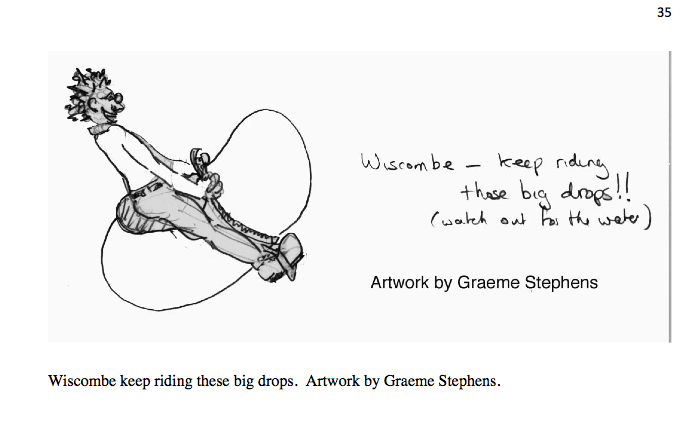 35
Wiscombe – keep riding
those big drops!!
(watch out for the water)
Artwork by Graeme Stephens
Wiscombe keep riding these big drops.  Artwork by Graeme Stephens.